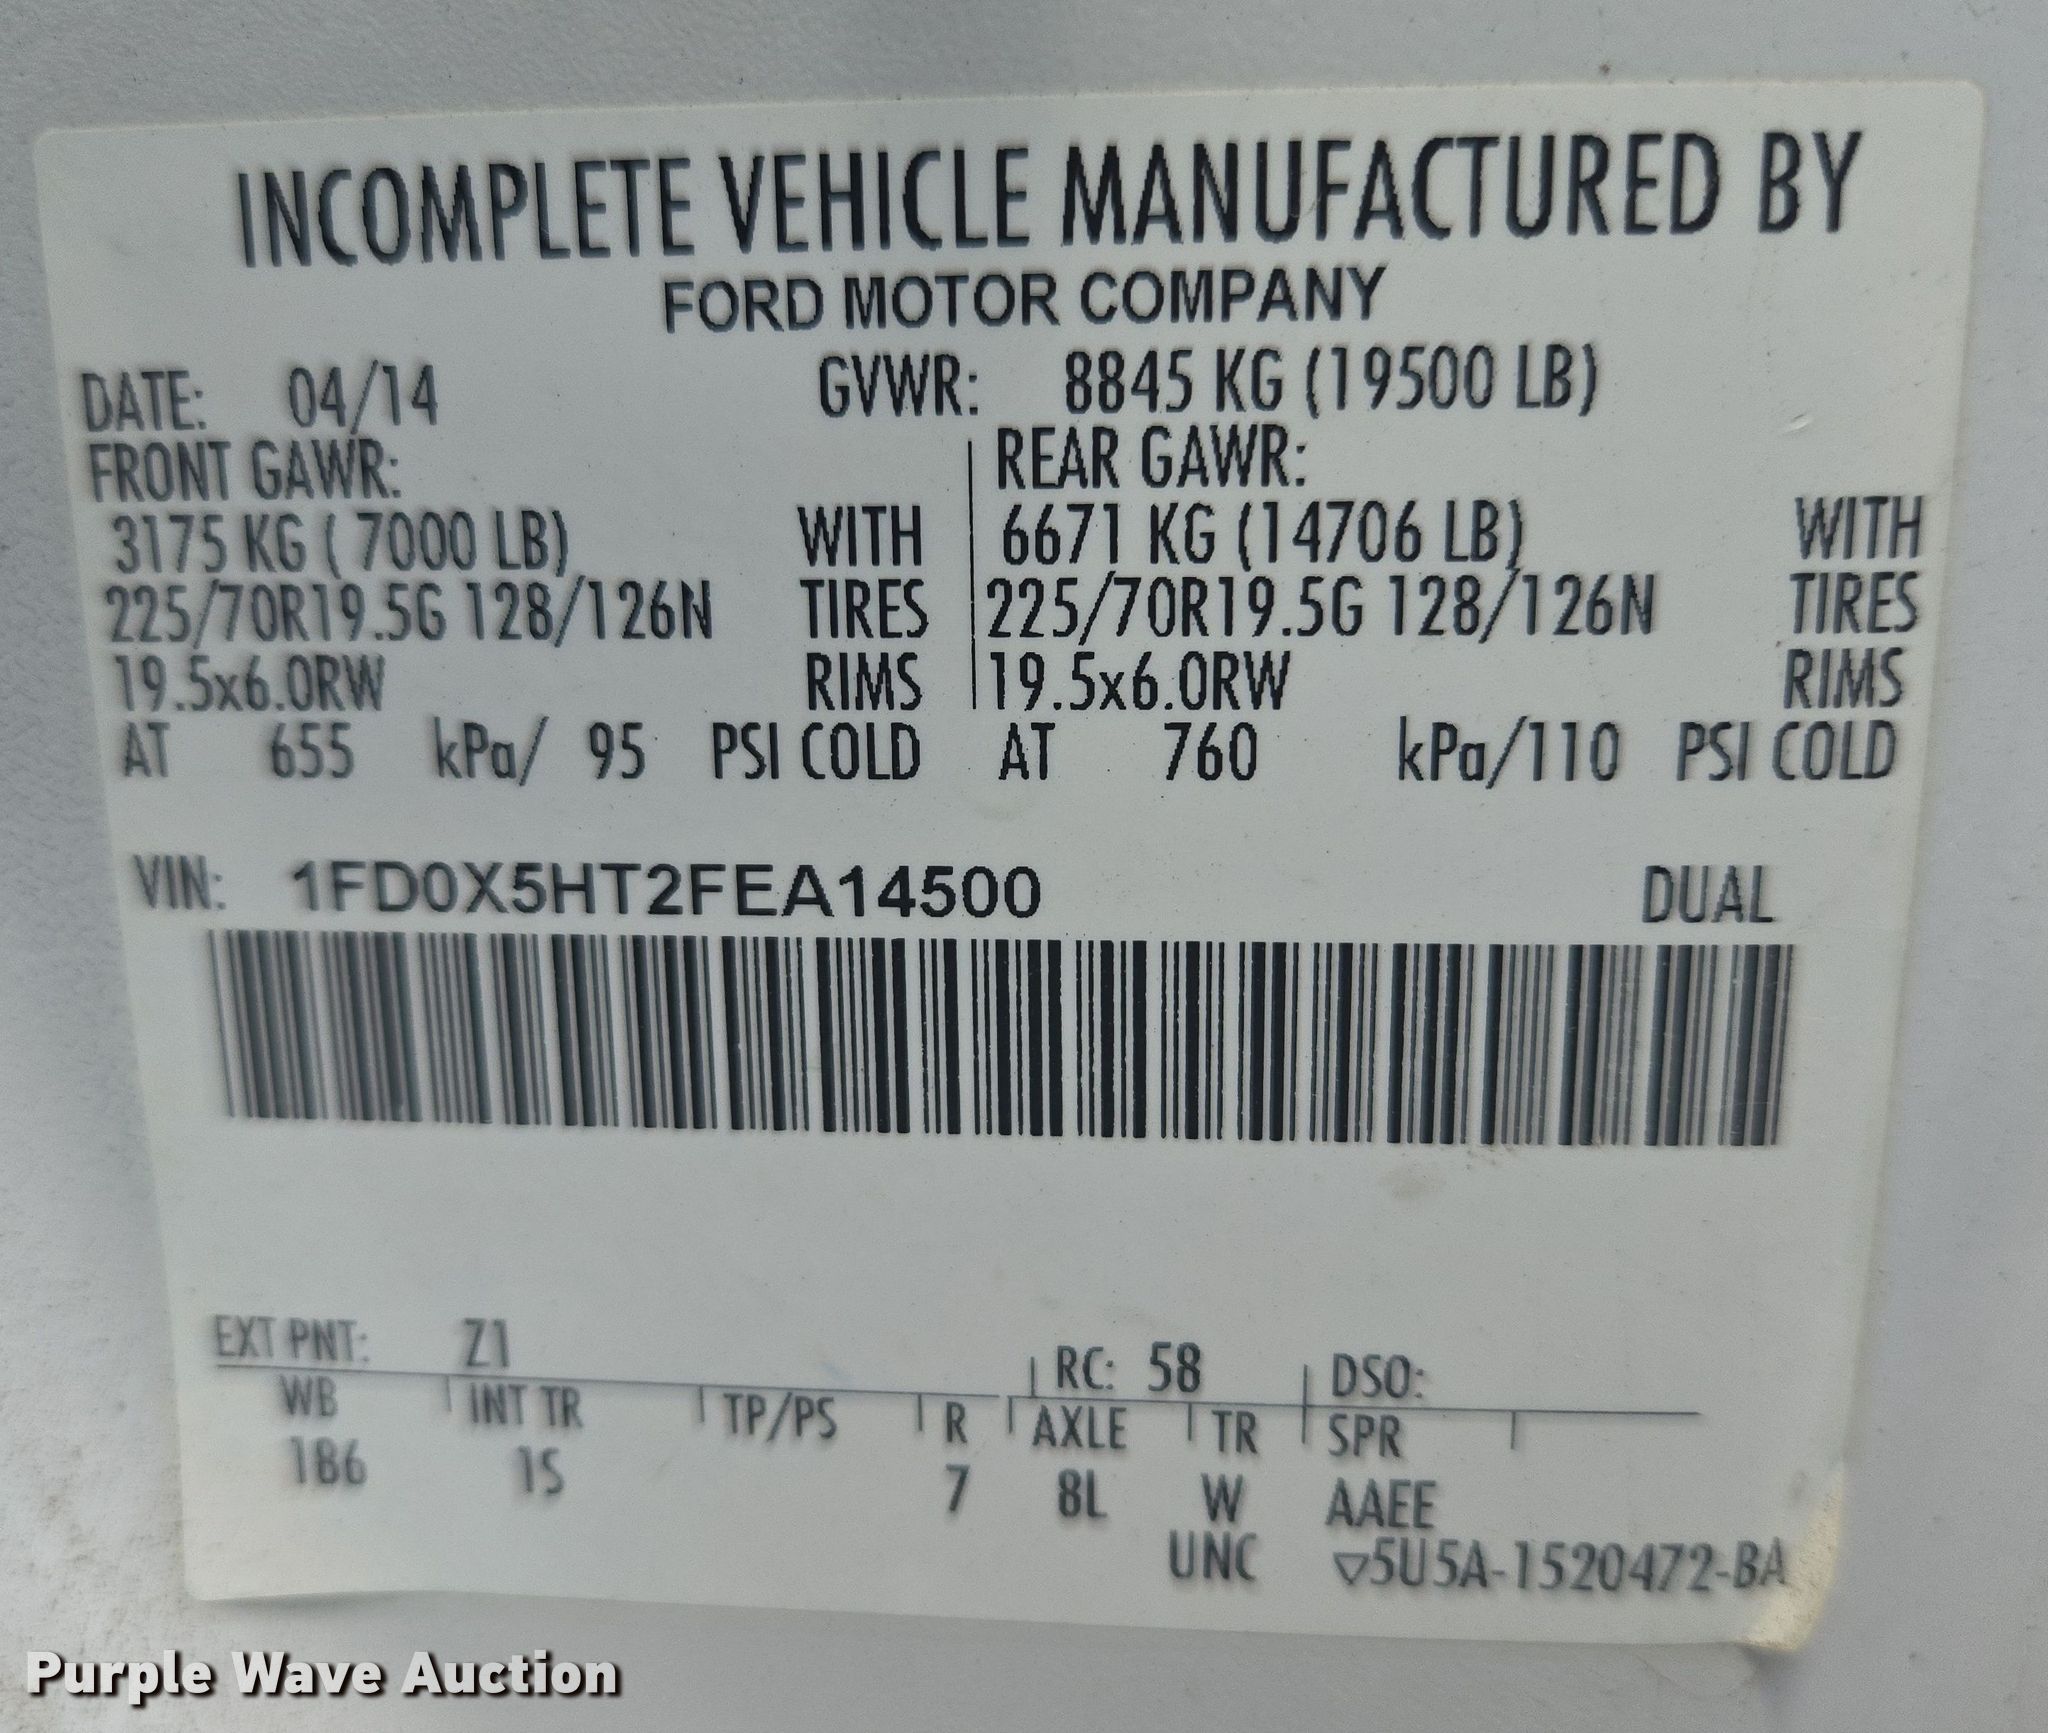 INCOMPLETE VEHICLE MANUFACTURED BY
FORD MOTOR COMPANY
DATE: 04/14 GVWR: 8845 KG (19500 LB)
FRONT GAWR: REAR GAWR:
3175 KG ( 7000 LB) WITH 6671 KG (14706 LB) WITH
225/70R19.5G 128/126N TIRES 225/70R19.5G 128/126N TIRES
19.5x6.0RW RIMS 19.5x6.0RW RIMS
AT 655 kPa/ 95 PSI COLD AT 760 kPa/110 PSI COLD
VIN: 1FD0X5HT2FEA14500 DUAL
EXT PNT: Z1 RC: 58 DSO:
WB INT TR TP/PS R AXLE TR SPR
186 1S 7 8L W AAEE
UNC ▽5U5A-1520472-BA
Purple Wave Auction